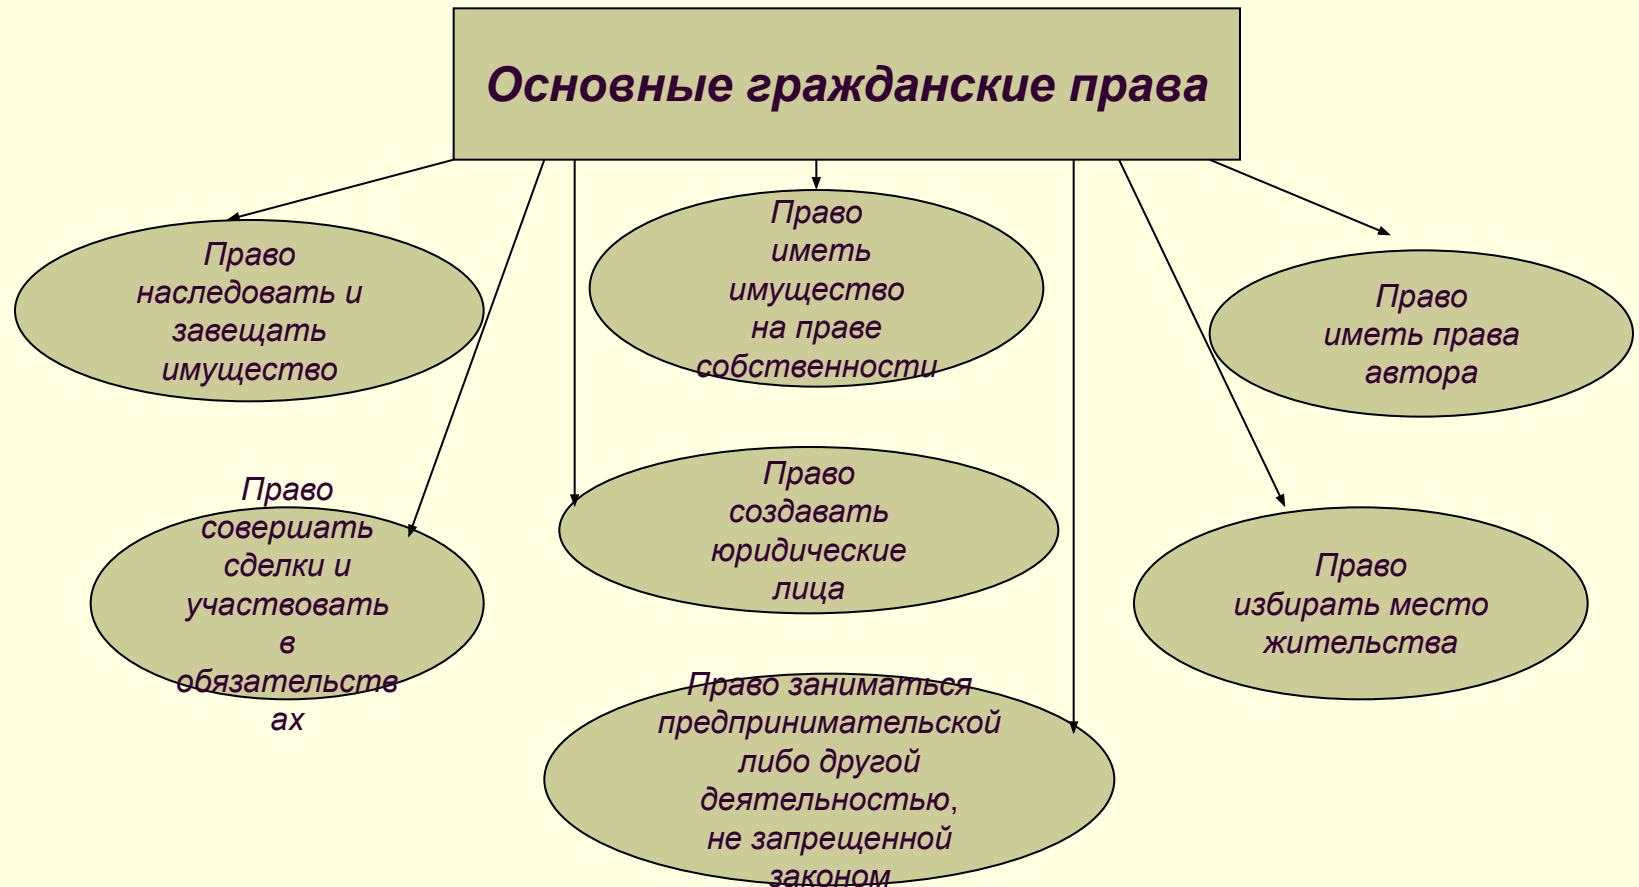 Основные гражданские права
Право
наследовать и
завещать
имущество
Право
иметь
имущество
на праве
собственности
Право
иметь права
автора
Право
совершать
сделки и
участвовать
в
обязательств
ах
Право
создавать
юридические
лица
Право
избирать место
жительства
Право заниматься
предпринимательской
либо другой
деятельностью,
не запрещенной
законом